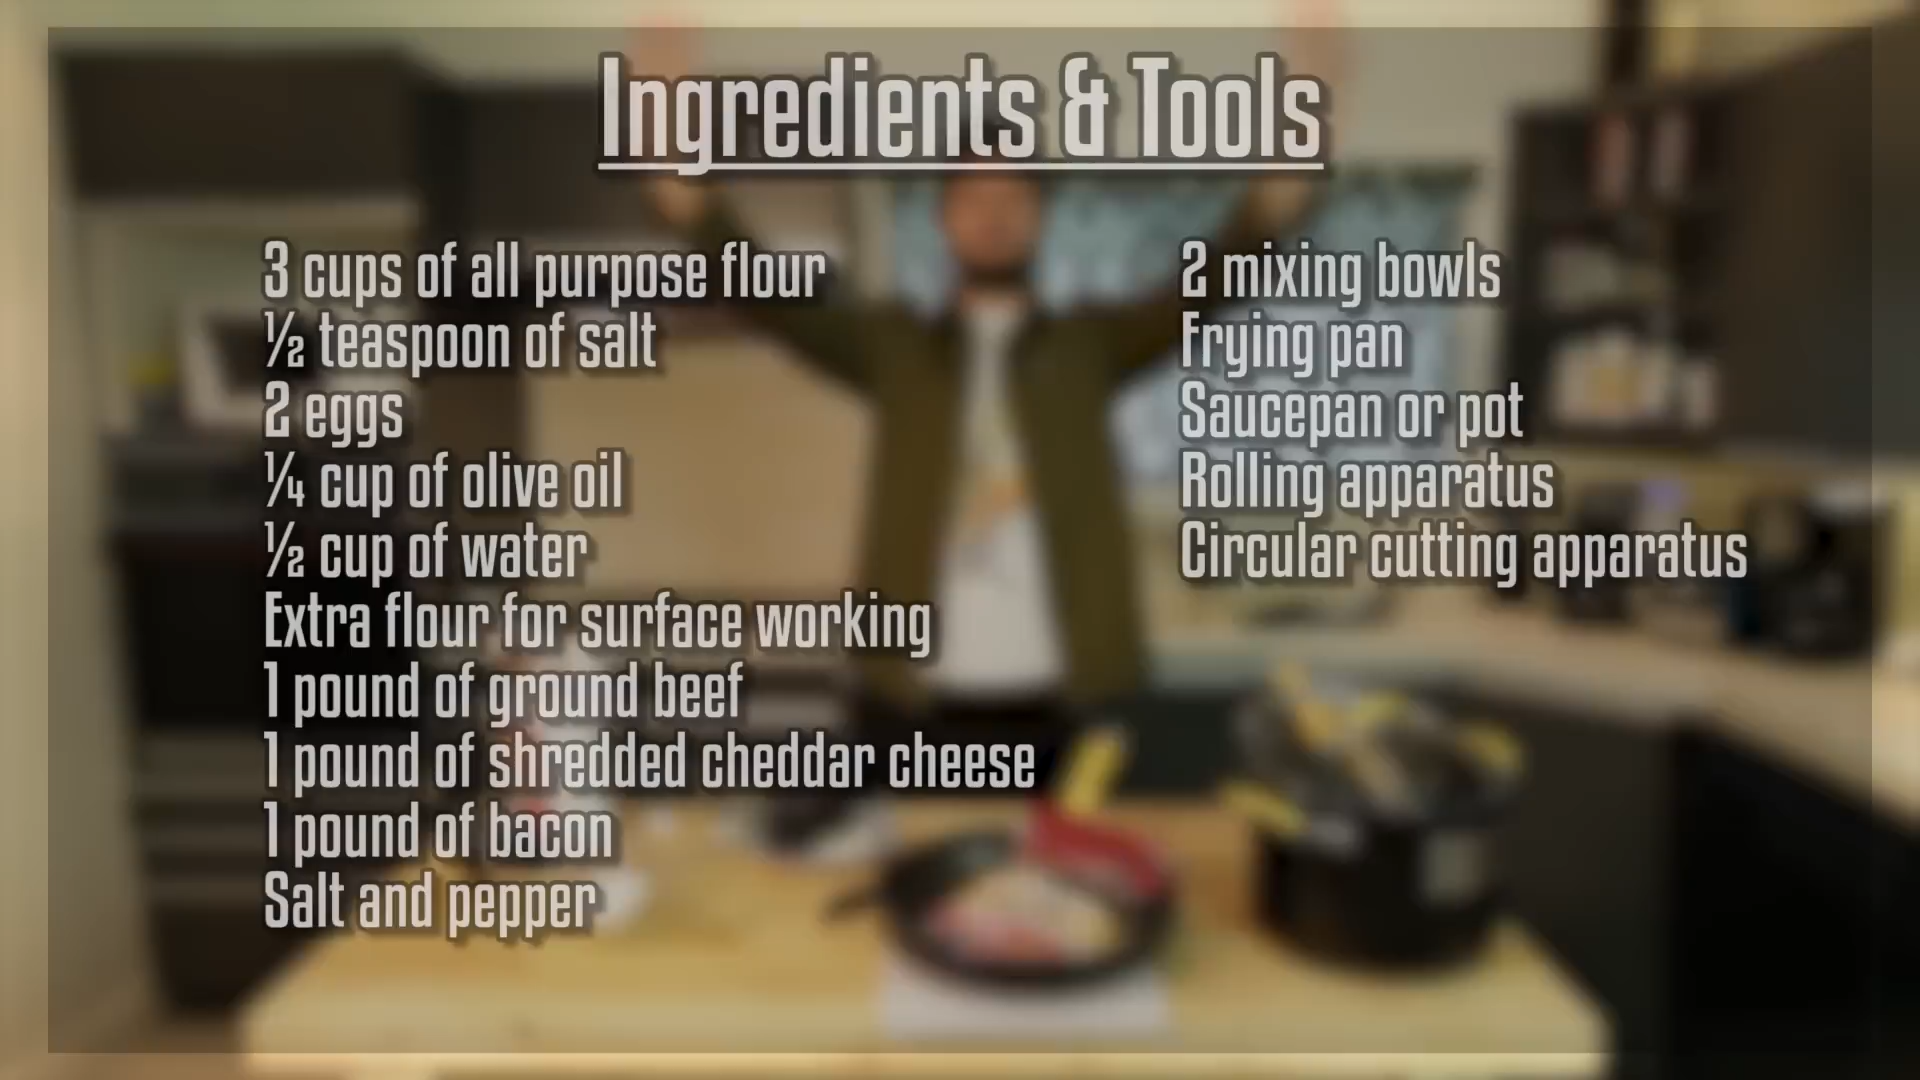 Ingredients & Tools
3 cups of all purpose flour
½ teaspoon of salt
2 eggs
¼ cup of olive oil
½ cup of water
Extra flour for surface working
1 pound of ground beef
1 pound of shredded cheddar cheese
1 pound of bacon
Salt and pepper
2 mixing bowls
Frying pan
Saucepan or pot
Rolling apparatus
Circular cutting apparatus